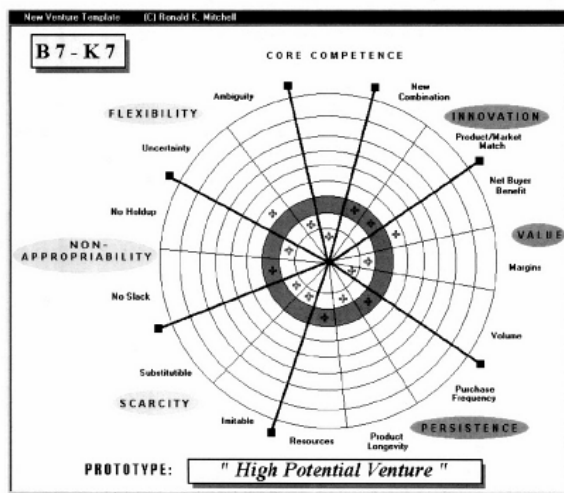 New Venture Template (C) Ronald K. Mitchell
B 7 - K 7
CORE COMPETENCE
Ambiguity
New
Combination
FLEXIBILITY
INNOVATION
Uncertainty
Product/Market
Match
Net Buyer
Benefit
No Holdup
NON-
APPROPRIABILITY
VALUE
Margins
No Slack
Volume
Substitutible
Purchase
Frequency
SCARCITY
Imitable
Resources
Product
Longevity
PERSISTENCE
PROTOTYPE: " High Potential Venture "